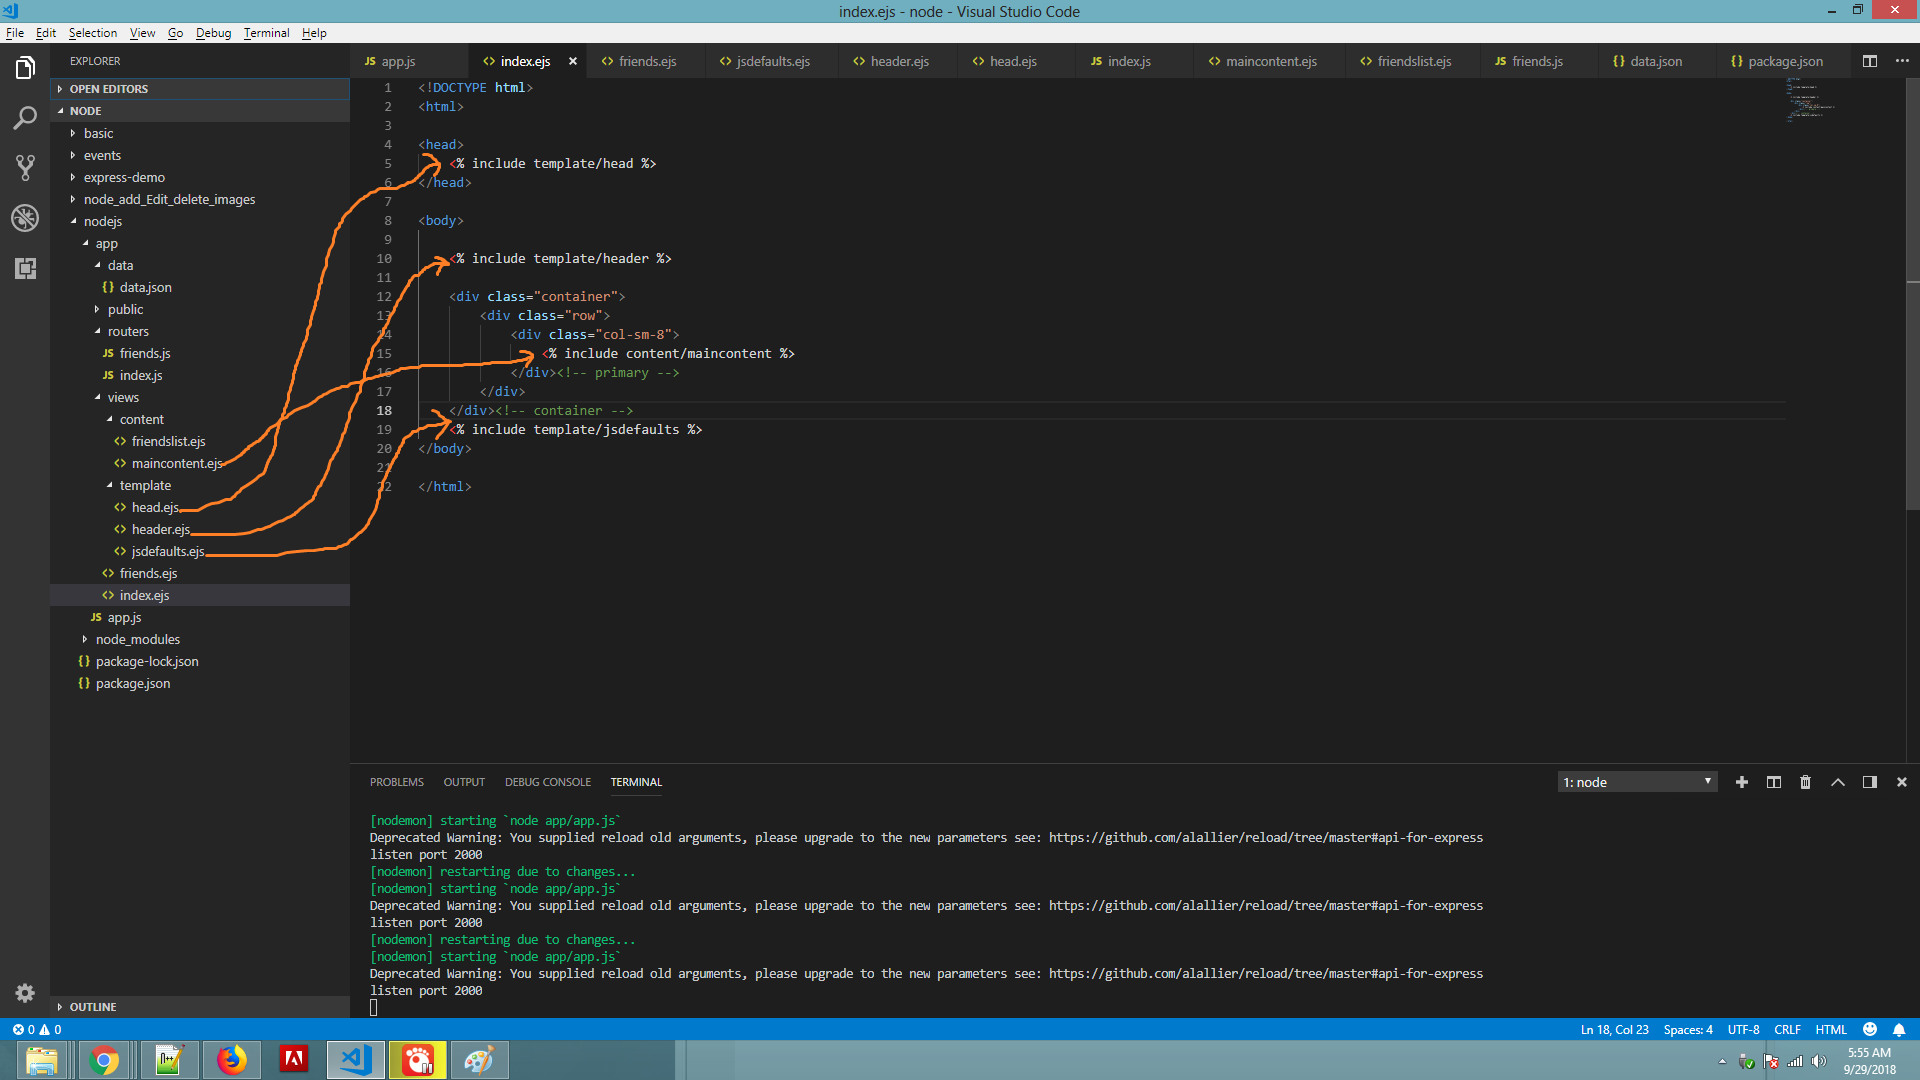 index.ejs - node - Visual Studio Code
File Edit Selection View Go Debug Terminal Help
EXPLORER
OPEN EDITORS
NODE
basic
events
express-demo
node_add_Edit_delete_images
nodejs
app
data
{} data.json
public
routers
JS friends.js
JS index.js
views
content
<> friendslist.ejs
<> maincontent.ejs
template
<> head.ejs
<> header.ejs
<> jsdefaults.ejs
<> friends.ejs
<> index.ejs
JS app.js
node_modules
{} package-lock.json
{} package.json
OUTLINE
JS app.js <> index.ejs × <> friends.ejs <> jsdefaults.ejs <> header.ejs <> head.ejs JS index.js <> maincontent.ejs <> friendslist.ejs JS friends.js {} data.json {} package.json
1 <!DOCTYPE html>
2 <html>
3
4 <head>
5 <% include template/head %>
6 </head>
7
8 <body>
9
10 <% include template/header %>
11
12 <div class="container">
13 <div class="row">
14 <div class="col-sm-8">
15 <% include content/maincontent %>
16 </div><!-- primary -->
17 </div>
18 </div><!-- container -->
19 <% include template/jsdefaults %>
20 </body>
21
22 </html>
PROBLEMS OUTPUT DEBUG CONSOLE TERMINAL 1: node
[nodemon] starting `node app/app.js`
Deprecated Warning: You supplied reload old arguments, please upgrade to the new parameters see: https://github.com/alallier/reload/tree/master#api-for-express
listen port 2000
[nodemon] restarting due to changes...
[nodemon] starting `node app/app.js`
Deprecated Warning: You supplied reload old arguments, please upgrade to the new parameters see: https://github.com/alallier/reload/tree/master#api-for-express
listen port 2000
[nodemon] restarting due to changes...
[nodemon] starting `node app/app.js`
Deprecated Warning: You supplied reload old arguments, please upgrade to the new parameters see: https://github.com/alallier/reload/tree/master#api-for-express
listen port 2000
0 0 Ln 18, Col 23 Spaces: 4 UTF-8 CRLF HTML
5:55 AM
9/29/2018